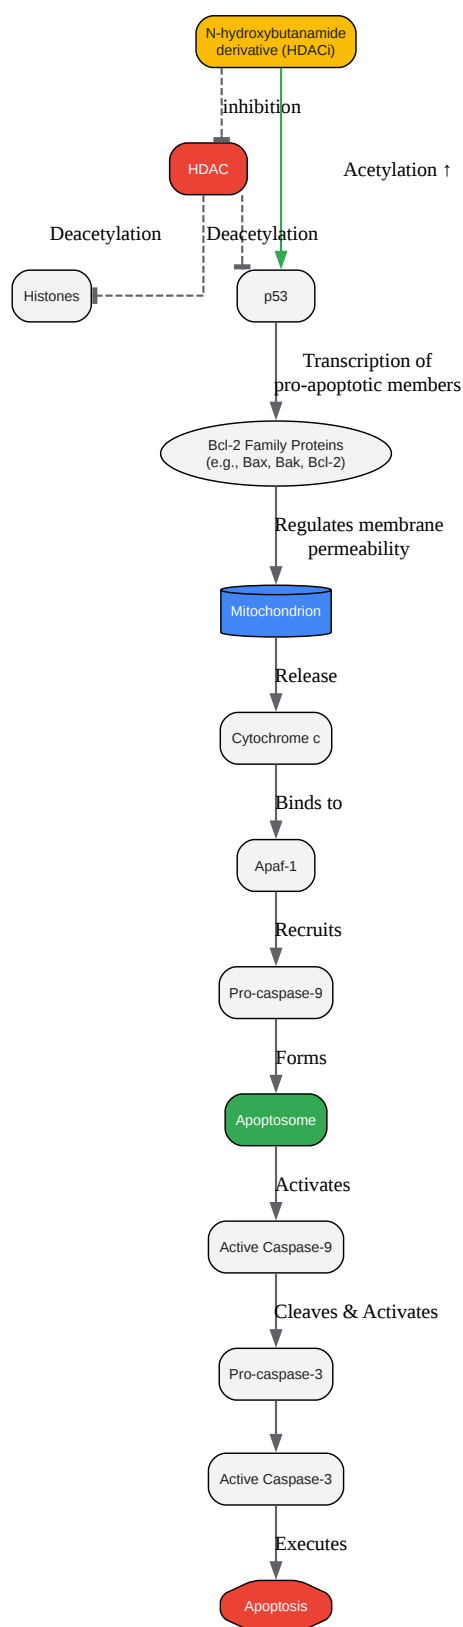 N-hydroxybutanamide
derivative (HDACi)
inhibition
HDAC
Acetylation ↑
Deacetylation
Deacetylation
Histones
p53
Transcription of
pro-apoptotic members
Bcl-2 Family Proteins
(e.g., Bax, Bak, Bcl-2)
Regulates membrane
permeability
Mitochondrion
Release
Cytochrome c
Binds to
Apaf-1
Recruits
Pro-caspase-9
Forms
Apoptosome
Activates
Active Caspase-9
Cleaves & Activates
Pro-caspase-3
Active Caspase-3
Executes
Apoptosis